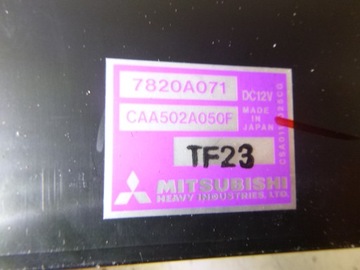 7820A071
DC12V
CAA502A050F
MADE
IN
JAPAN
TF23
MITSUBISHI
HEAVY INDUSTRIES, LTD.